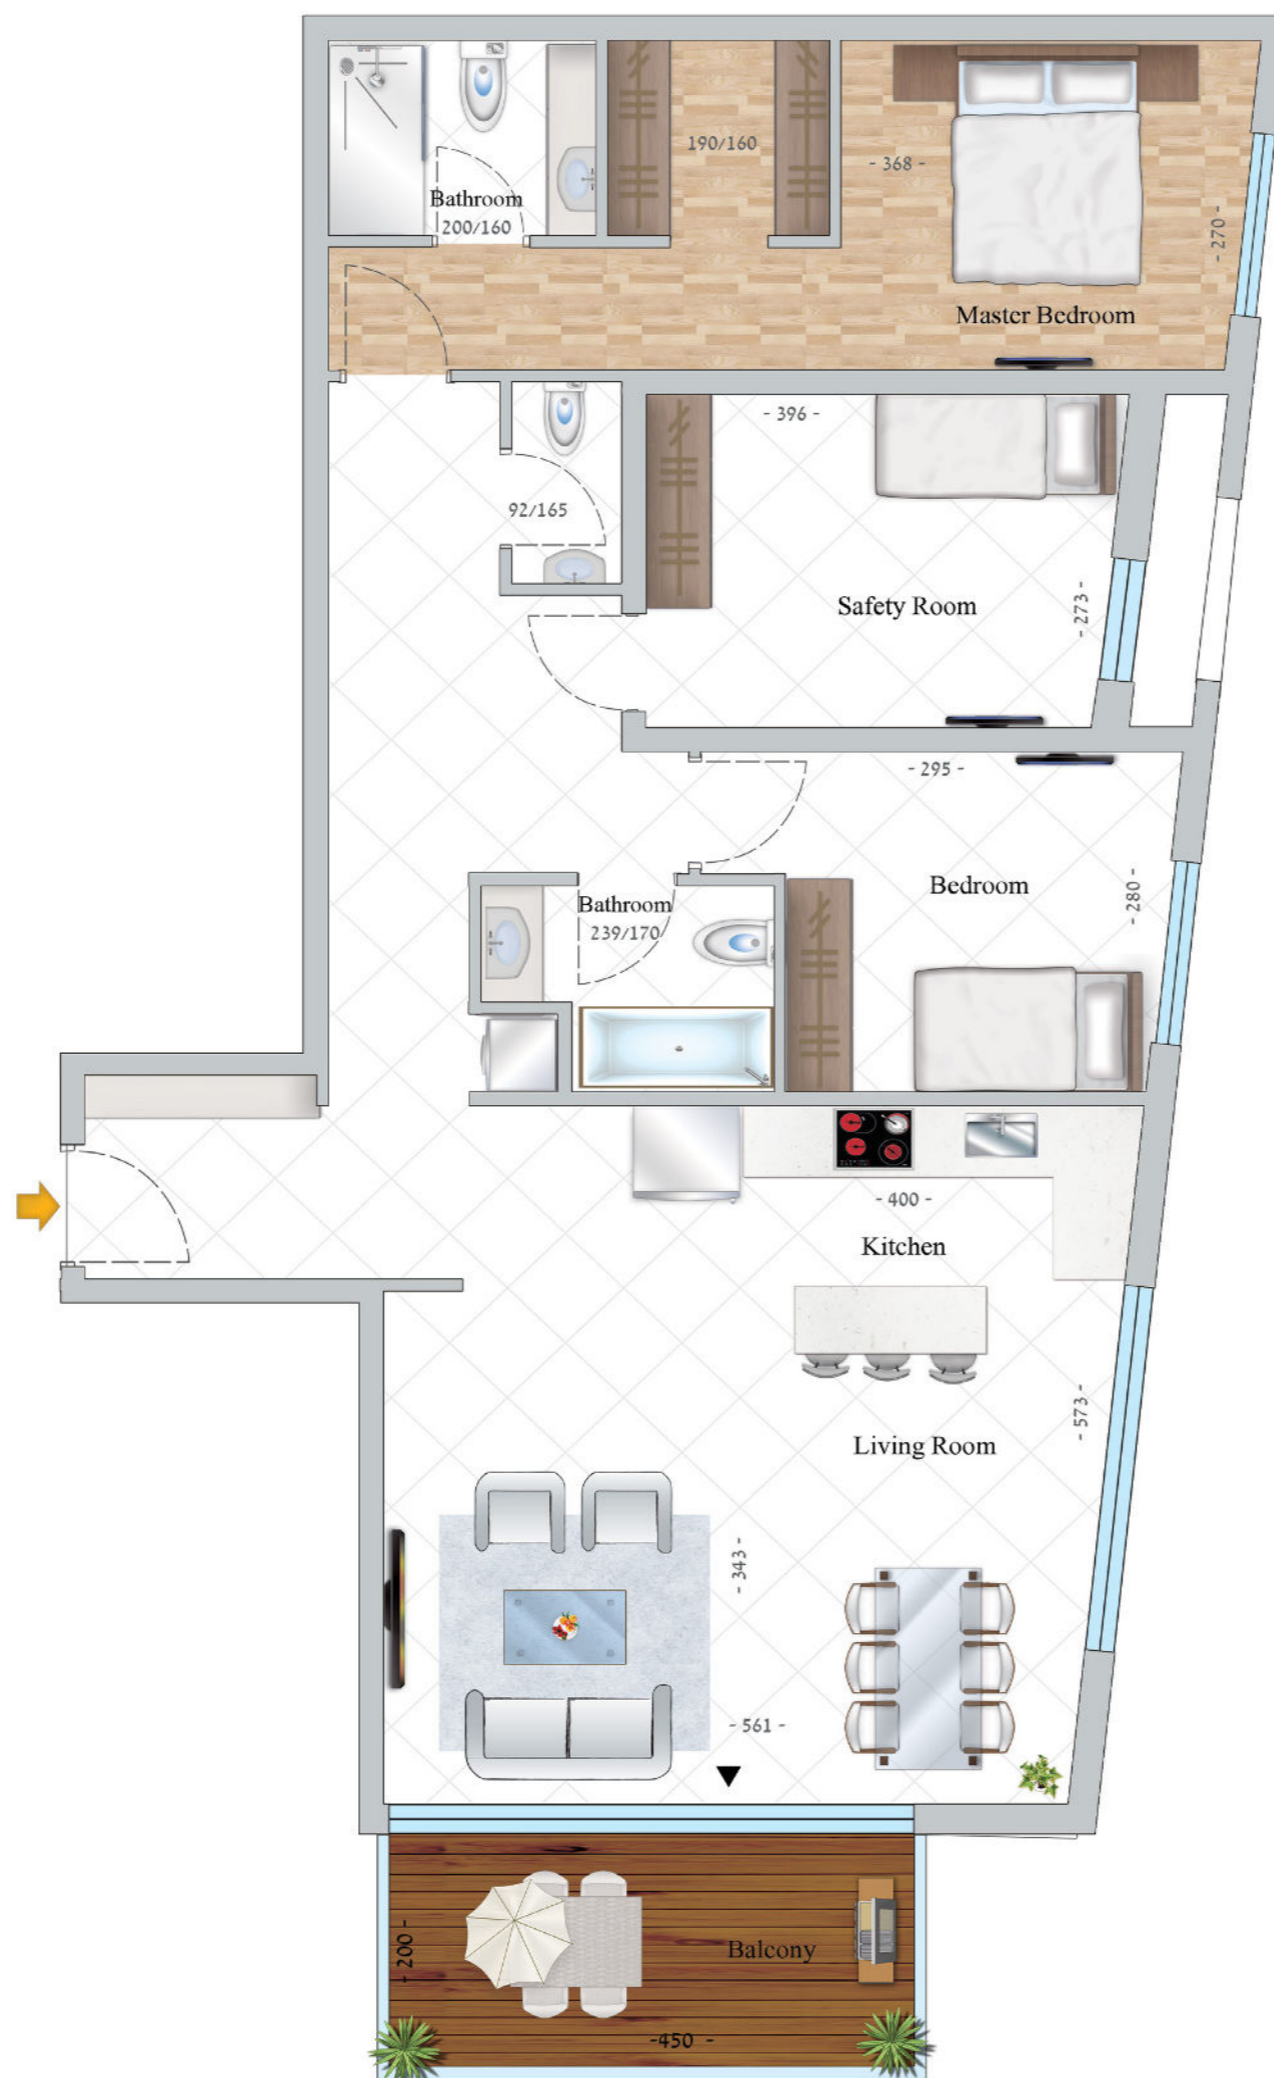 190/160
- 368 -
Bathroom
200/160
- 270 -
Master Bedroom
- 396 -
92/165
Safety Room
- 273 -
- 295 -
Bedroom
- 280 -
Bathroom
239/170
- 400 -
Kitchen
- 573 -
Living Room
- 343 -
- 561 -
- 200 -
Balcony
-450 -